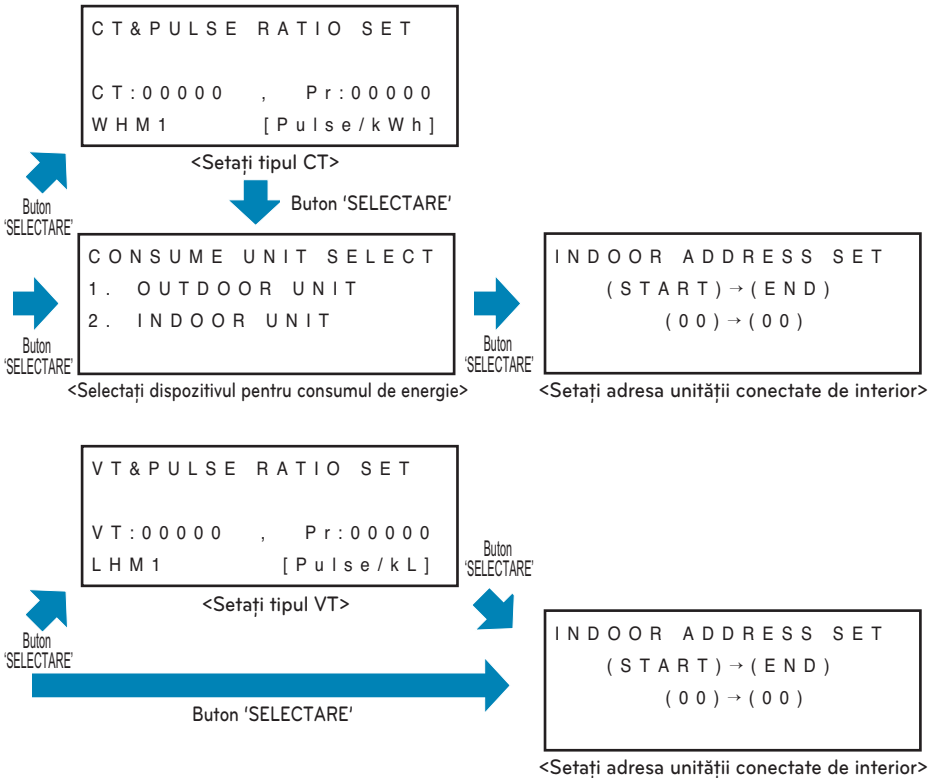 CT&PULSE RATIO SET
CT:00000 , Pr:00000
WHM1 [Pulse/kWh]
<Setați tipul CT>
Buton
'SELECTARE'
Buton 'SELECTARE'
CONSUME UNIT SELECT
1. OUTDOOR UNIT
2. INDOOR UNIT
Buton
'SELECTARE'
<Selectați dispozitivul pentru consumul de energie>
Buton
'SELECTARE'
INDOOR ADDRESS SET
(START)→(END)
(00)→(00)
<Setați adresa unității conectate de interior>
VT&PULSE RATIO SET
VT:00000 , Pr:00000
LHM1 [Pulse/kL]
<Setați tipul VT>
Buton
'SELECTARE'
Buton
'SELECTARE'
Buton 'SELECTARE'
INDOOR ADDRESS SET
(START)→(END)
(00)→(00)
<Setați adresa unității conectate de interior>